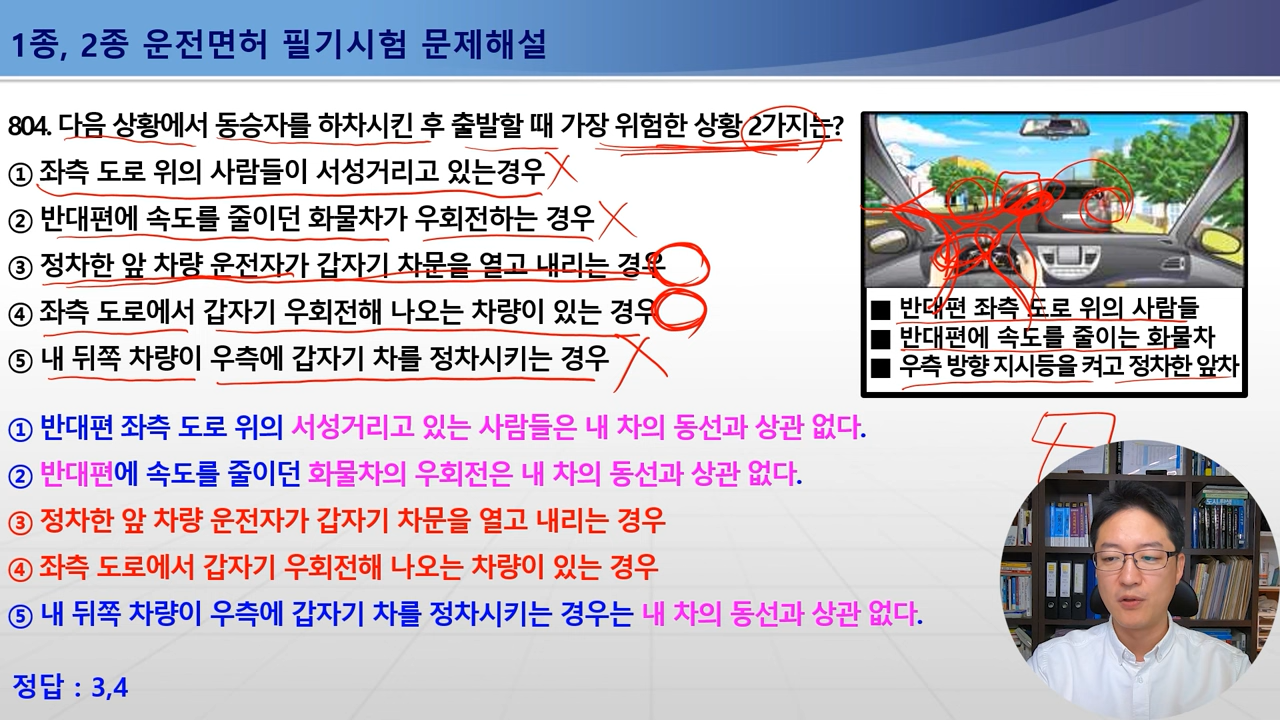 1종, 2종 운전면허 필기시험 문제해설
804. 다음 상황에서 동승자를 하차시킨 후 출발할 때 가장 위험한 상황 2가지는?
① 좌측 도로 위의 사람들이 서성거리고 있는경우
② 반대편에 속도를 줄이던 화물차가 우회전하는 경우
③ 정차한 앞 차량 운전자가 갑자기 차문을 열고 내리는 경우
④ 좌측 도로에서 갑자기 우회전해 나오는 차량이 있는 경우
⑤ 내 뒤쪽 차량이 우측에 갑자기 차를 정차시키는 경우
■ 반대편 좌측 도로 위의 사람들
■ 반대편에 속도를 줄이는 화물차
■ 우측 방향 지시등을 켜고 정차한 앞차
① 반대편 좌측 도로 위의 서성거리고 있는 사람들은 내 차의 동선과 상관 없다.
② 반대편에 속도를 줄이던 화물차의 우회전은 내 차의 동선과 상관 없다.
③ 정차한 앞 차량 운전자가 갑자기 차문을 열고 내리는 경우
④ 좌측 도로에서 갑자기 우회전해 나오는 차량이 있는 경우
⑤ 내 뒤쪽 차량이 우측에 갑자기 차를 정차시키는 경우는 내 차의 동선과 상관 없다.
정답 : 3,4